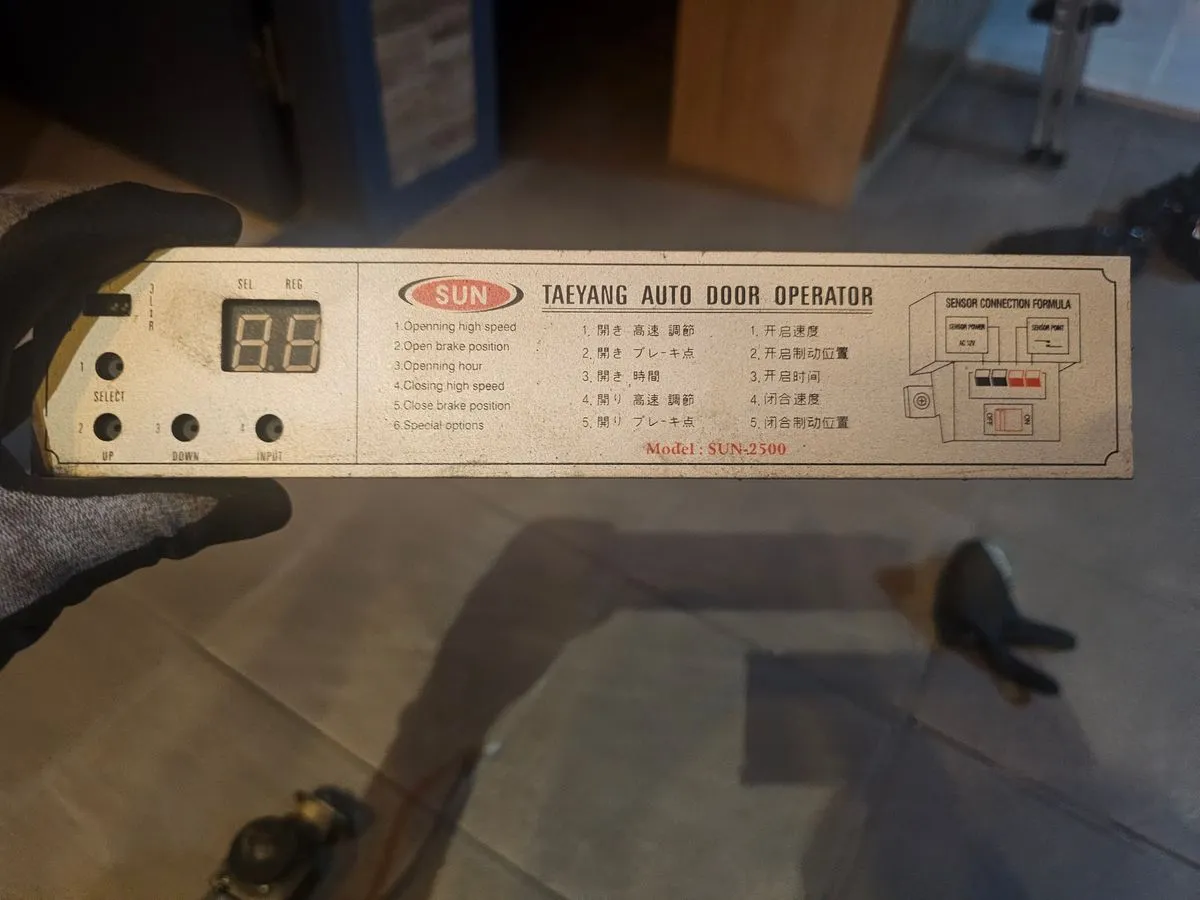 SEL REG
1
SELECT
2 3 4
UP DOWN INPUT
SUN
TAEYANG AUTO DOOR OPERATOR
1.Openning high speed
2.Open brake position
3.Openning hour
4.Closing high speed
5.Close brake position
6.Special options
1. 開き 高速 調節
2. 開き ブレ-キ点
3. 開き 時間
4. 開り 高速 調節
5. 開り ブレ-キ点
1. 开启速度
2. 开启制动位置
3. 开启时间
4. 闭合速度
5. 闭合制动位置
Model : SUN-2500
SENSOR CONNECTION FORMULA
SENSOR POWER
AC 12V
SENSOR POINT
OFF
ON